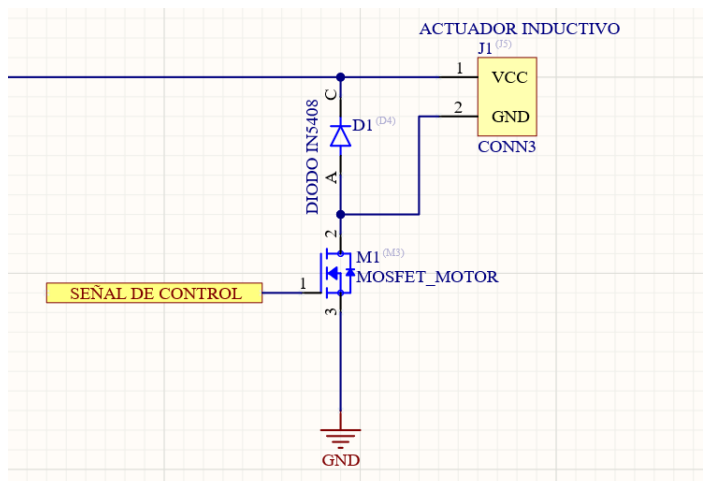 ACTUADOR INDUCTIVO
J1 (J5)
1 VCC
2 GND
CONN3
C
D1 (D4)
DIODO IN5408
A
2
M1 (M3)
MOSFET_MOTOR
1
SEÑAL DE CONTROL
3
GND